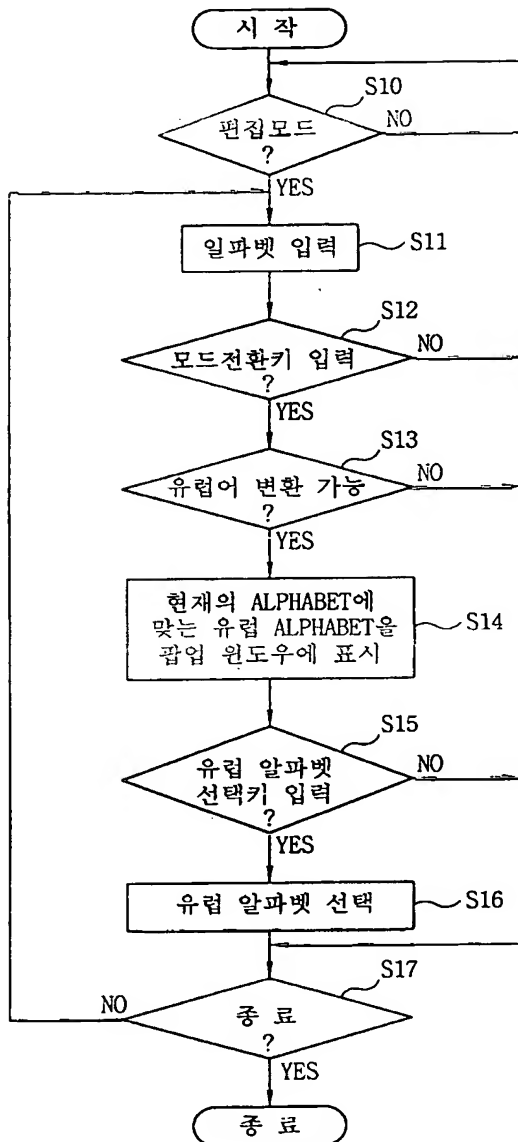 시 작
S10
편집모드
?
NO
YES
일파벳 입력
S11
S12
모드전환키 입력
?
NO
YES
S13
유럽어 변환 가능
?
NO
YES
현재의 ALPHABET에
맞는 유럽 ALPHABET을
팝업 윈도우에 표시
S14
S15
유럽 알파벳
선택키 입력
?
NO
YES
유럽 알파벳 선택
S16
S17
NO
종 료
?
YES
종 료